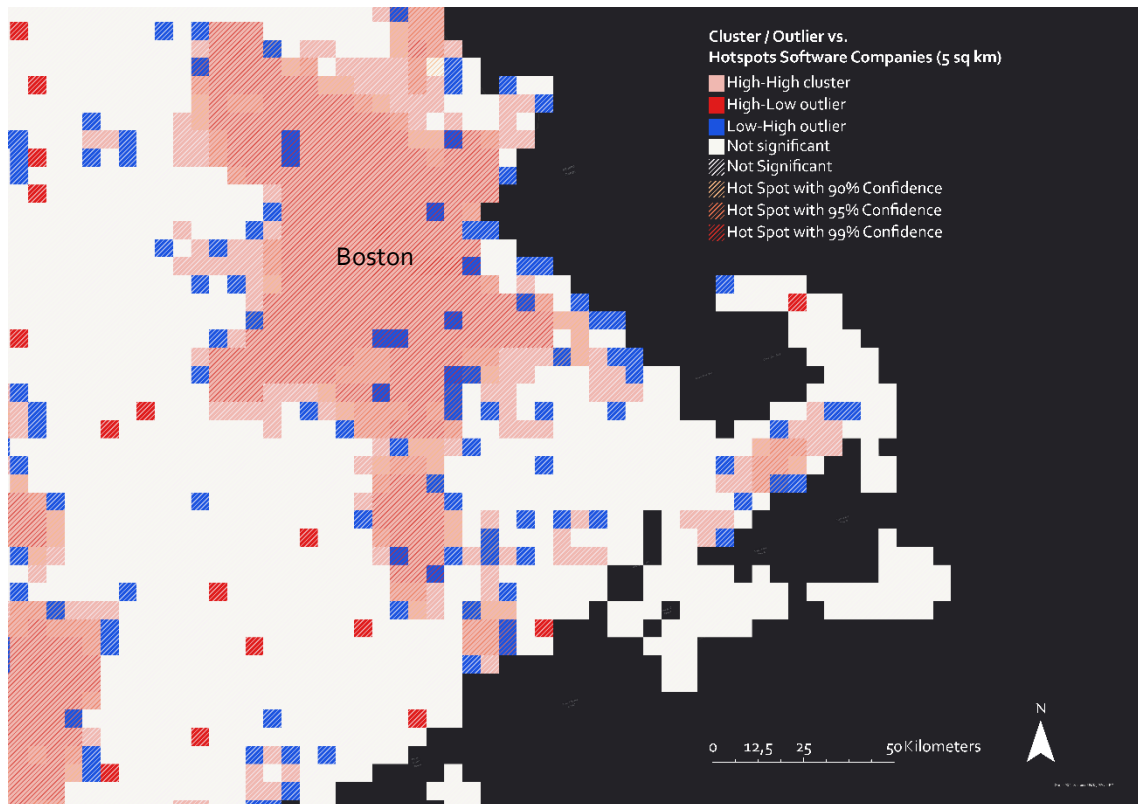 Cluster / Outlier vs.
Hotspots Software Companies (5 sq km)
High-High cluster
High-Low outlier
Low-High outlier
Not significant
Not Significant
Hot Spot with 90% Confidence
Hot Spot with 95% Confidence
Hot Spot with 99% Confidence
Boston
N
0 12,5 25 50 Kilometers